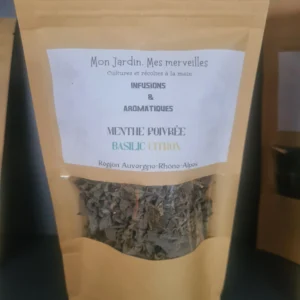 Mon Jardin. Mes merveilles
Cultures et récoltes à la main
INFUSIONS
&
AROMATIQUES
MENTHE POIVRÉE
BASILIC CITRON
Région Auvergne-Rhône-Alpes